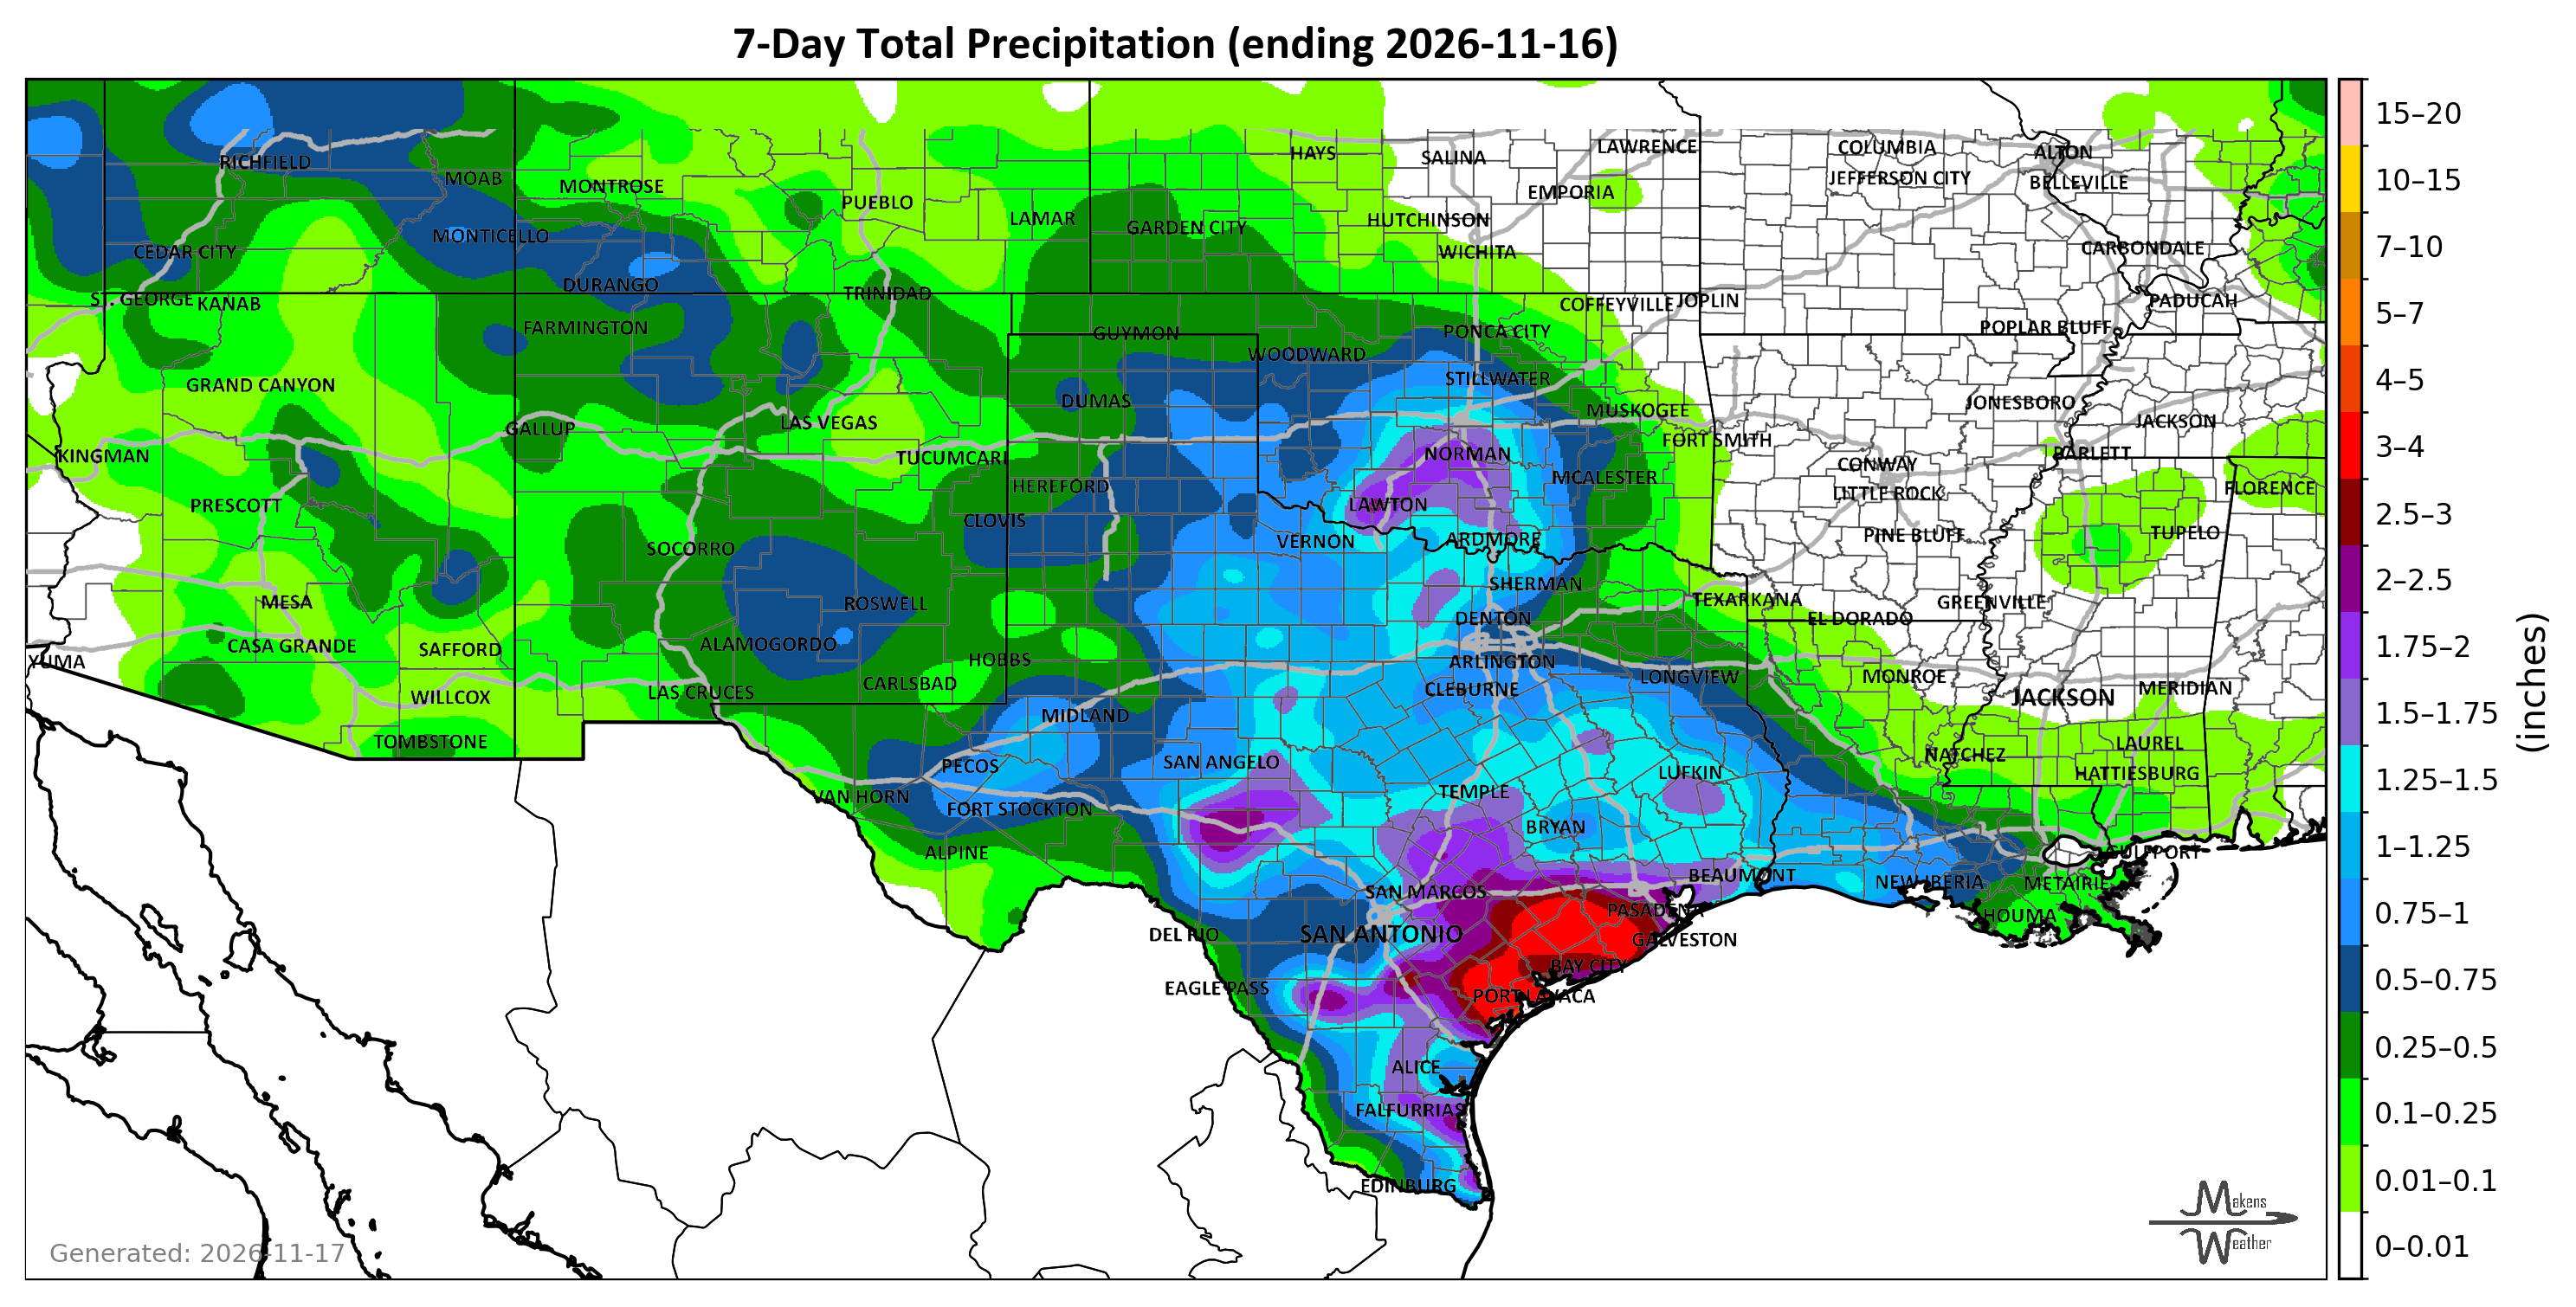 7-Day Total Precipitation (ending 2026-11-16)
RICHFIELD
MOAB
MONTROSE
PUEBLO
LAMAR
HAYS
SALINA
LAWRENCE
COLUMBIA
ALTON
JEFFERSON CITY
BELLEVILLE
EMPORIA
GARDEN CITY
HUTCHINSON
MONTICELLO
CEDAR CITY
WICHITA
CARBONDALE
DURANGO
TRINIDAD
ST. GEORGE
KANAB
COFFEYVILLE
JOPLIN
PADUCAH
FARMINGTON
GUYMON
PONCA CITY
POPLAR BLUFF
WOODWARD
GRAND CANYON
STILLWATER
DUMAS
MUSKOGEE
JONESBORO
LAS VEGAS
JACKSON
GALLUP
FORT SMITH
KINGMAN
TUCUMCARI
NORMAN
BARLETT
CONWAY
MCALESTER
HEREFORD
LITTLE ROCK
FLORENCE
PRESCOTT
LAWTON
CLOVIS
PINE BLUFF
TUPELO
SOCORRO
VERNON
ARDMORE
SHERMAN
MESA
ROSWELL
TEXARKANA
GREENVILLE
DENTON
EL DORADO
CASA GRANDE
SAFFORD
ALAMOGORDO
HOBBS
ARLINGTON
YUMA
CARLSBAD
CLEBURNE
LONGVIEW
MONROE
MERIDIAN
WILLCOX
LAS CRUCES
JACKSON
MIDLAND
TOMBSTONE
NATCHEZ
LAUREL
PECOS
SAN ANGELO
LUFKIN
HATTIESBURG
VAN HORN
FORT STOCKTON
TEMPLE
BRYAN
ALPINE
GULFPORT
BEAUMONT
NEW IBERIA
METAIRIE
SAN MARCOS
PASADENA
HOUMA
DEL RIO
SAN ANTONIO
GALVESTON
BAY CITY
EAGLE PASS
PORT LAVACA
ALICE
FALFURRIAS
EDINBURG
Generated: 2026-11-17
Makens
Weather
15–20
10–15
7–10
5–7
4–5
3–4
2.5–3
2–2.5
1.75–2
1.5–1.75
1.25–1.5
1–1.25
0.75–1
0.5–0.75
0.25–0.5
0.1–0.25
0.01–0.1
0–0.01
(inches)